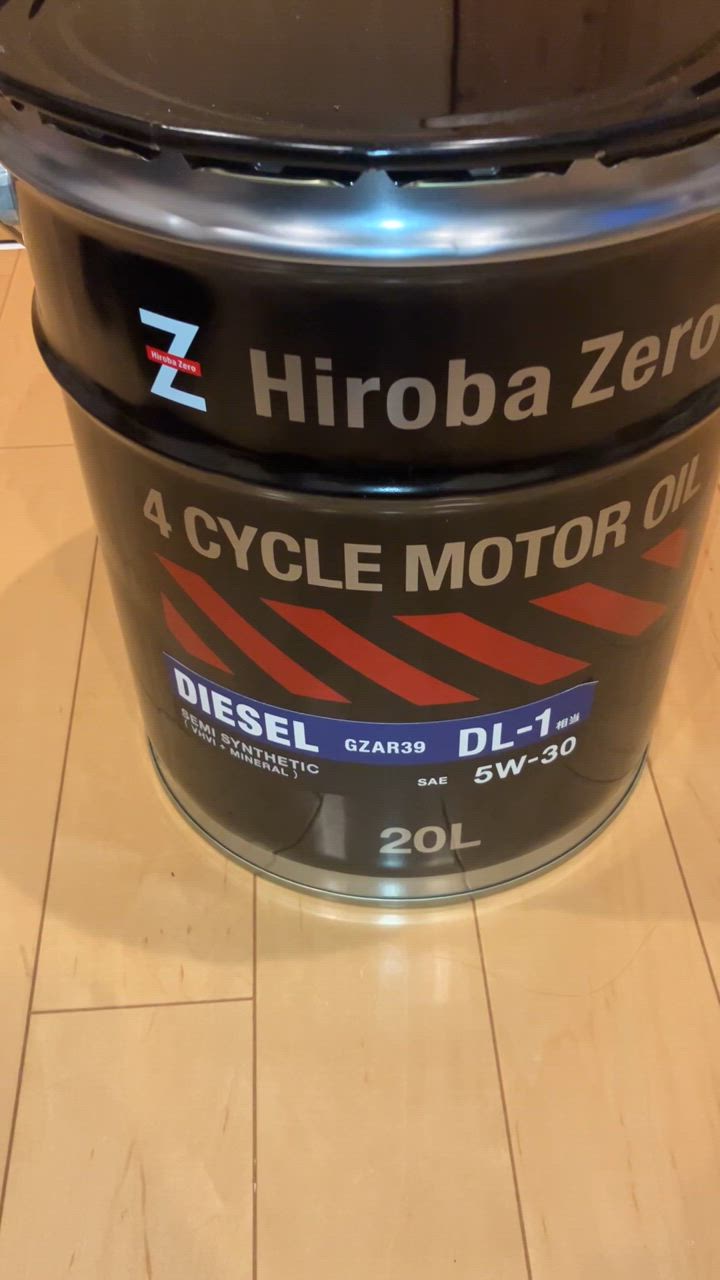 Z
Hiroba Zero
Hiroba Zero
4 CYCLE MOTOR OIL
DIESEL GZAR39 DL-1相当
SEMI SYNTHETIC
( VHVI + MINERAL )
SAE 5W-30
20L